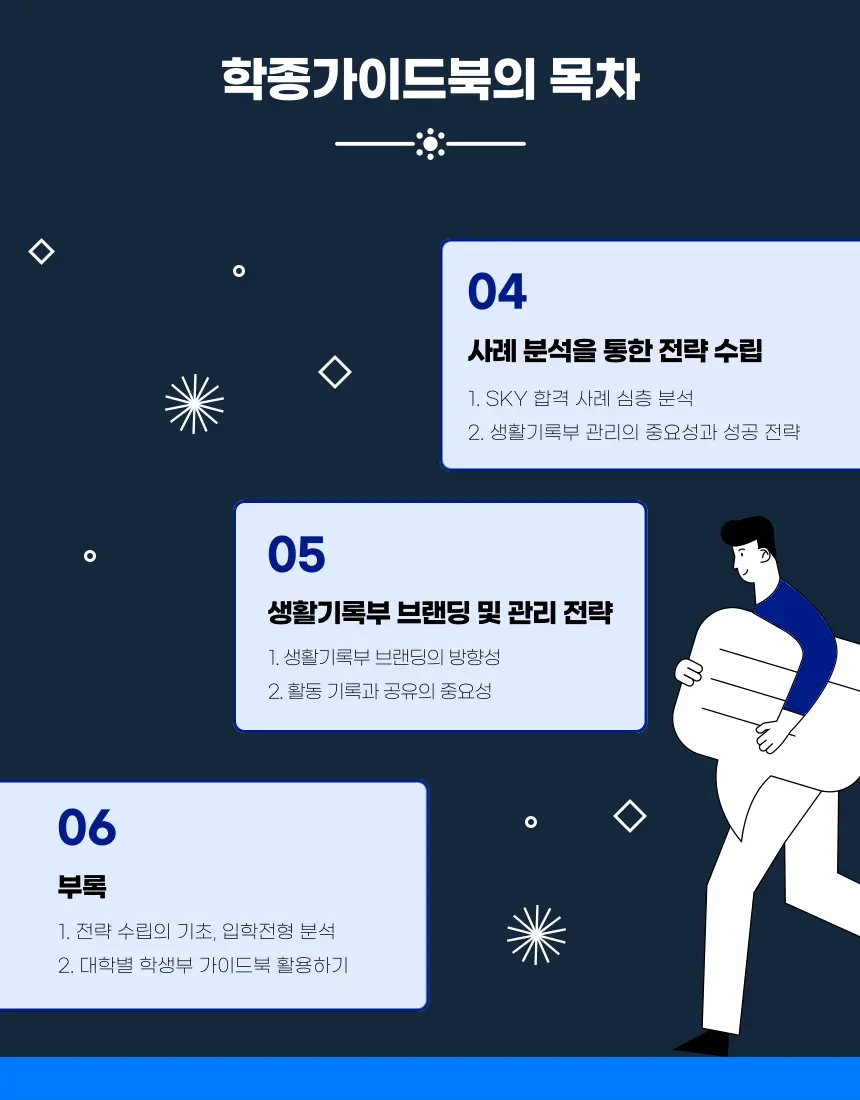 학종가이드북의 목차
04
사례 분석을 통한 전략 수립
1. SKY 합격 사례 심층 분석
2. 생활기록부 관리의 중요성과 성공 전략
05
생활기록부 브랜딩 및 관리 전략
1. 생활기록부 브랜딩의 방향성
2. 활동 기록과 공유의 중요성
06
부록
1. 전략 수립의 기초, 입학전형 분석
2. 대학별 학생부 가이드북 활용하기